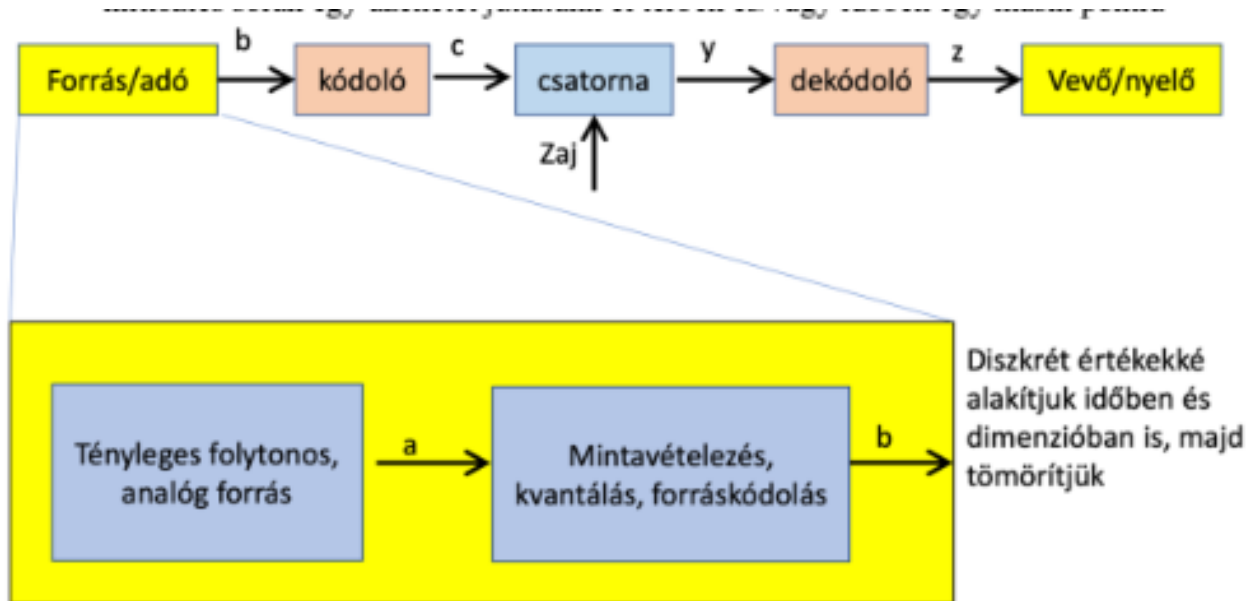 b
c
y
z
Forrás/adó
kódoló
csatorna
dekódoló
Vevő/nyelő
Zaj
Tényleges folytonos,
analóg forrás
a
Mintavételezés,
kvantálás, forráskódolás
b
Diszkrét értékekké
alakítjuk időben és
dimenzióban is, majd
tömörítjük